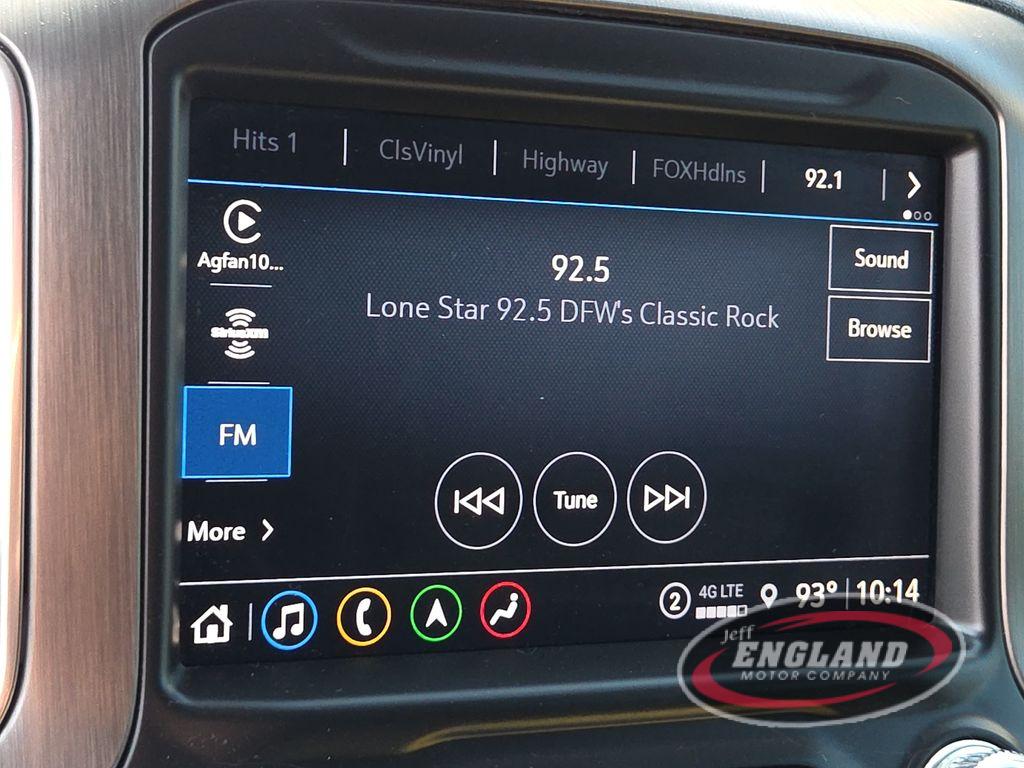 Hits 1 ClsVinyl Highway FOXHdlns 92.1
Agfan10...
92.5
Sound
Lone Star 92.5 DFW's Classic Rock
SiriusXM
Browse
FM
Tune
More
2 4G LTE 93° 10:14
Jeff
ENGLAND
MOTOR COMPANY